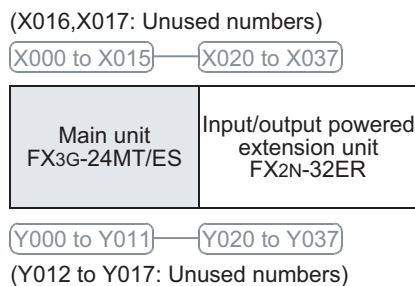 (X016,X017: Unused numbers)
X000 to X015 X020 to X037
Main unit
FX3G-24MT/ES
Input/output powered
extension unit
FX2N-32ER
Y000 to Y011 Y020 to Y037
(Y012 to Y017: Unused numbers)